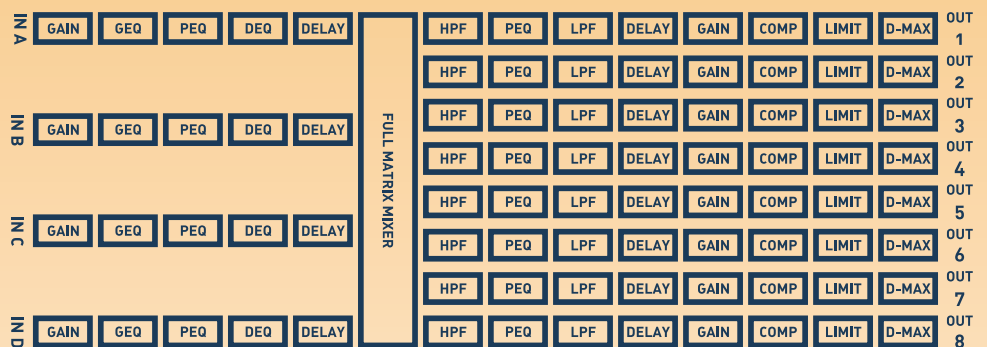 IN A GAIN GEQ PEQ DEQ DELAY HPF PEQ LPF DELAY GAIN COMP LIMIT D-MAX OUT 1
HPF PEQ LPF DELAY GAIN COMP LIMIT D-MAX OUT 2
IN B GAIN GEQ PEQ DEQ DELAY HPF PEQ LPF DELAY GAIN COMP LIMIT D-MAX OUT 3
FULL MATRIX MIXER
HPF PEQ LPF DELAY GAIN COMP LIMIT D-MAX OUT 4
HPF PEQ LPF DELAY GAIN COMP LIMIT D-MAX OUT 5
IN C GAIN GEQ PEQ DEQ DELAY HPF PEQ LPF DELAY GAIN COMP LIMIT D-MAX OUT 6
HPF PEQ LPF DELAY GAIN COMP LIMIT D-MAX OUT 7
IN D GAIN GEQ PEQ DEQ DELAY HPF PEQ LPF DELAY GAIN COMP LIMIT D-MAX OUT 8